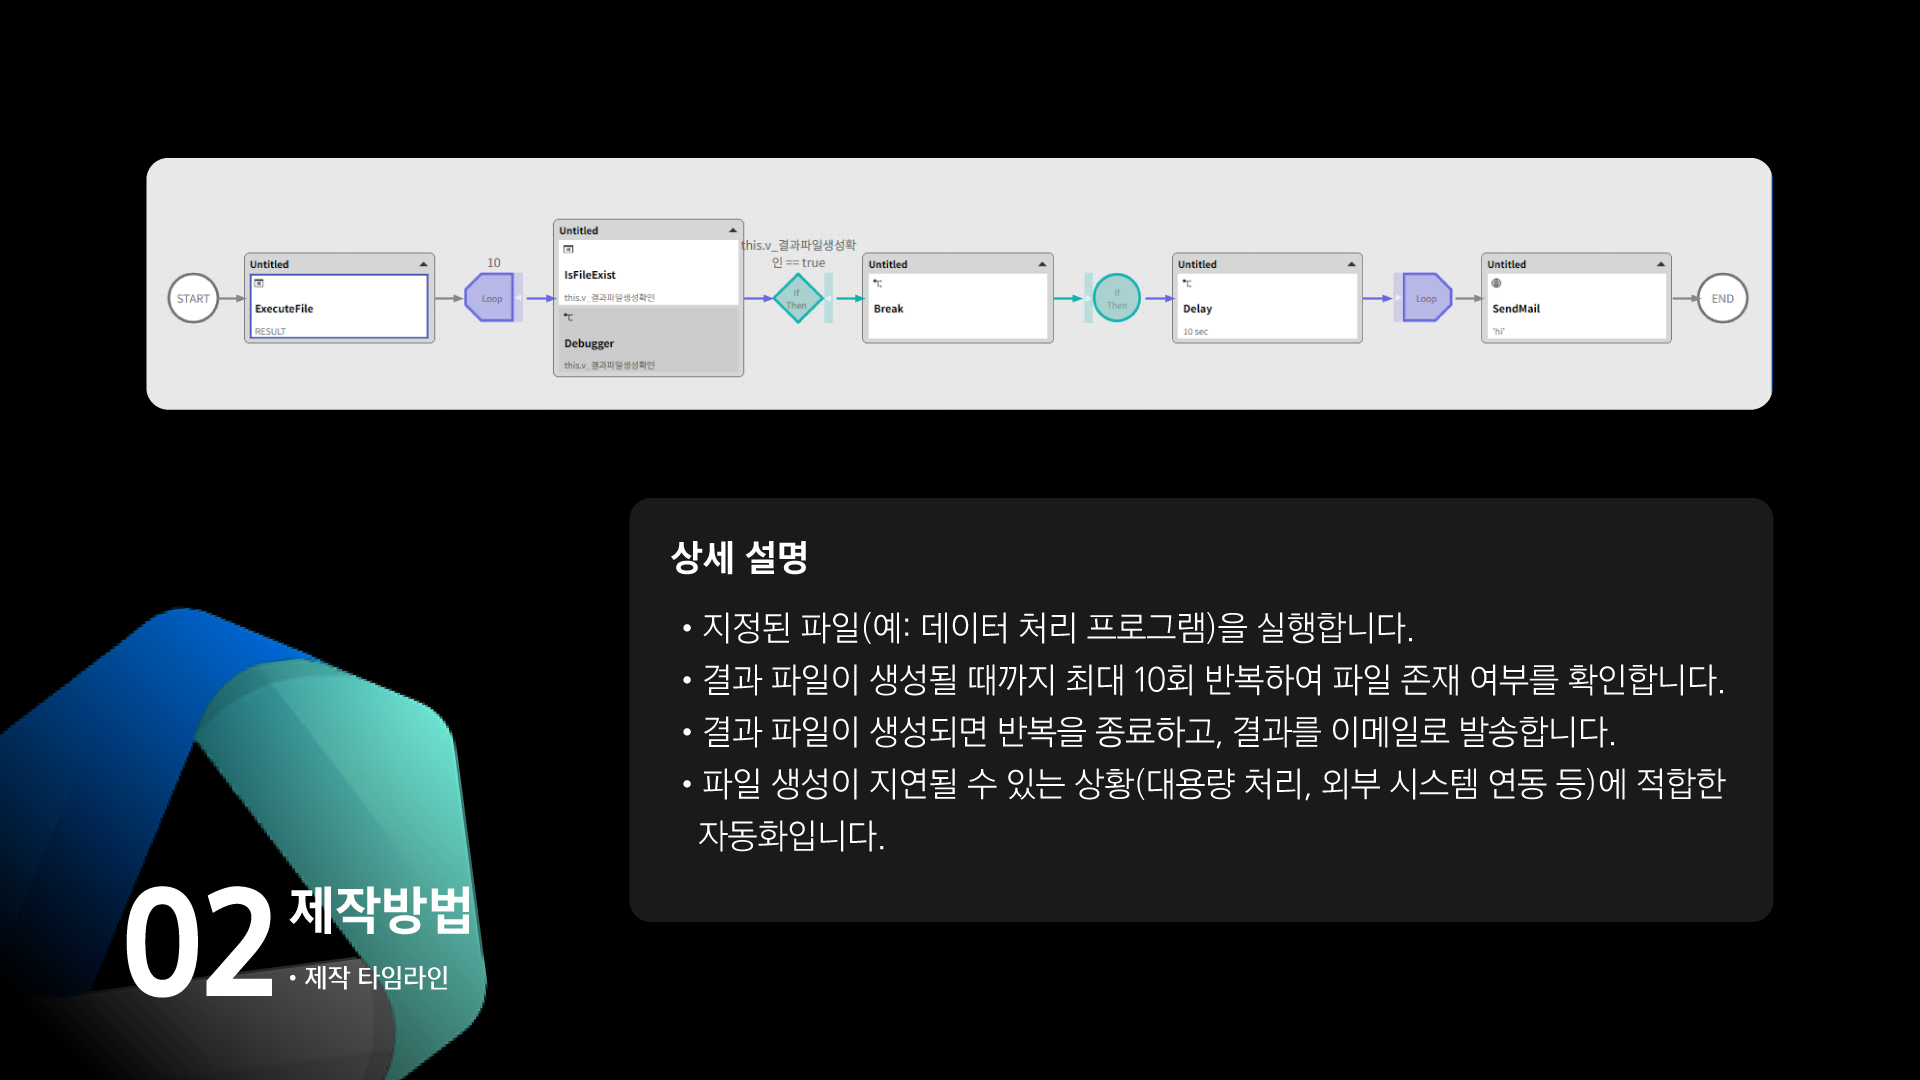 START
Untitled
ExecuteFile
RESULT
10
Loop
Untitled
IsFileExist
this.v_결과파일생성확인
Debugger
this.v_결과파일생성확인
this.v_결과파일생성확
인 == true
If
Then
Untitled
Break
If
Then
Untitled
Delay
10 sec
Loop
Untitled
SendMail
"hi"
END
상세 설명
• 지정된 파일(예: 데이터 처리 프로그램)을 실행합니다.
• 결과 파일이 생성될 때까지 최대 10회 반복하여 파일 존재 여부를 확인합니다.
• 결과 파일이 생성되면 반복을 종료하고, 결과를 이메일로 발송합니다.
• 파일 생성이 지연될 수 있는 상황(대용량 처리, 외부 시스템 연동 등)에 적합한
자동화입니다.
02 제작방법
• 제작 타임라인